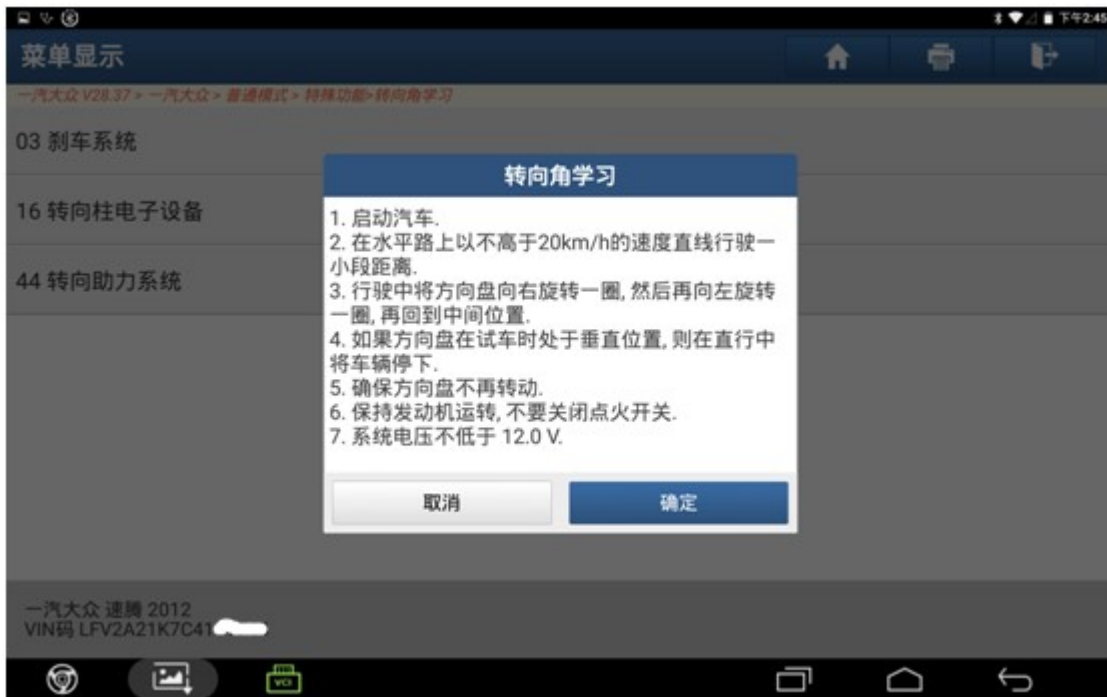 下午2:45
菜单显示
一汽大众 V28.37 > 一汽大众 > 普通模式 > 特殊功能>转向角学习
03 刹车系统
16 转向柱电子设备
44 转向助力系统
转向角学习
1. 启动汽车.
2. 在水平路上以不高于20km/h的速度直线行驶一
小段距离.
3. 行驶中将方向盘向右旋转一圈, 然后再向左旋转
一圈, 再回到中间位置.
4. 如果方向盘在试车时处于垂直位置, 则在直行中
将车辆停下.
5. 确保方向盘不再转动.
6. 保持发动机运转, 不要关闭点火开关.
7. 系统电压不低于 12.0 V.
取消
确定
一汽大众 速腾 2012
VIN码 LFV2A21K7C41
VCI